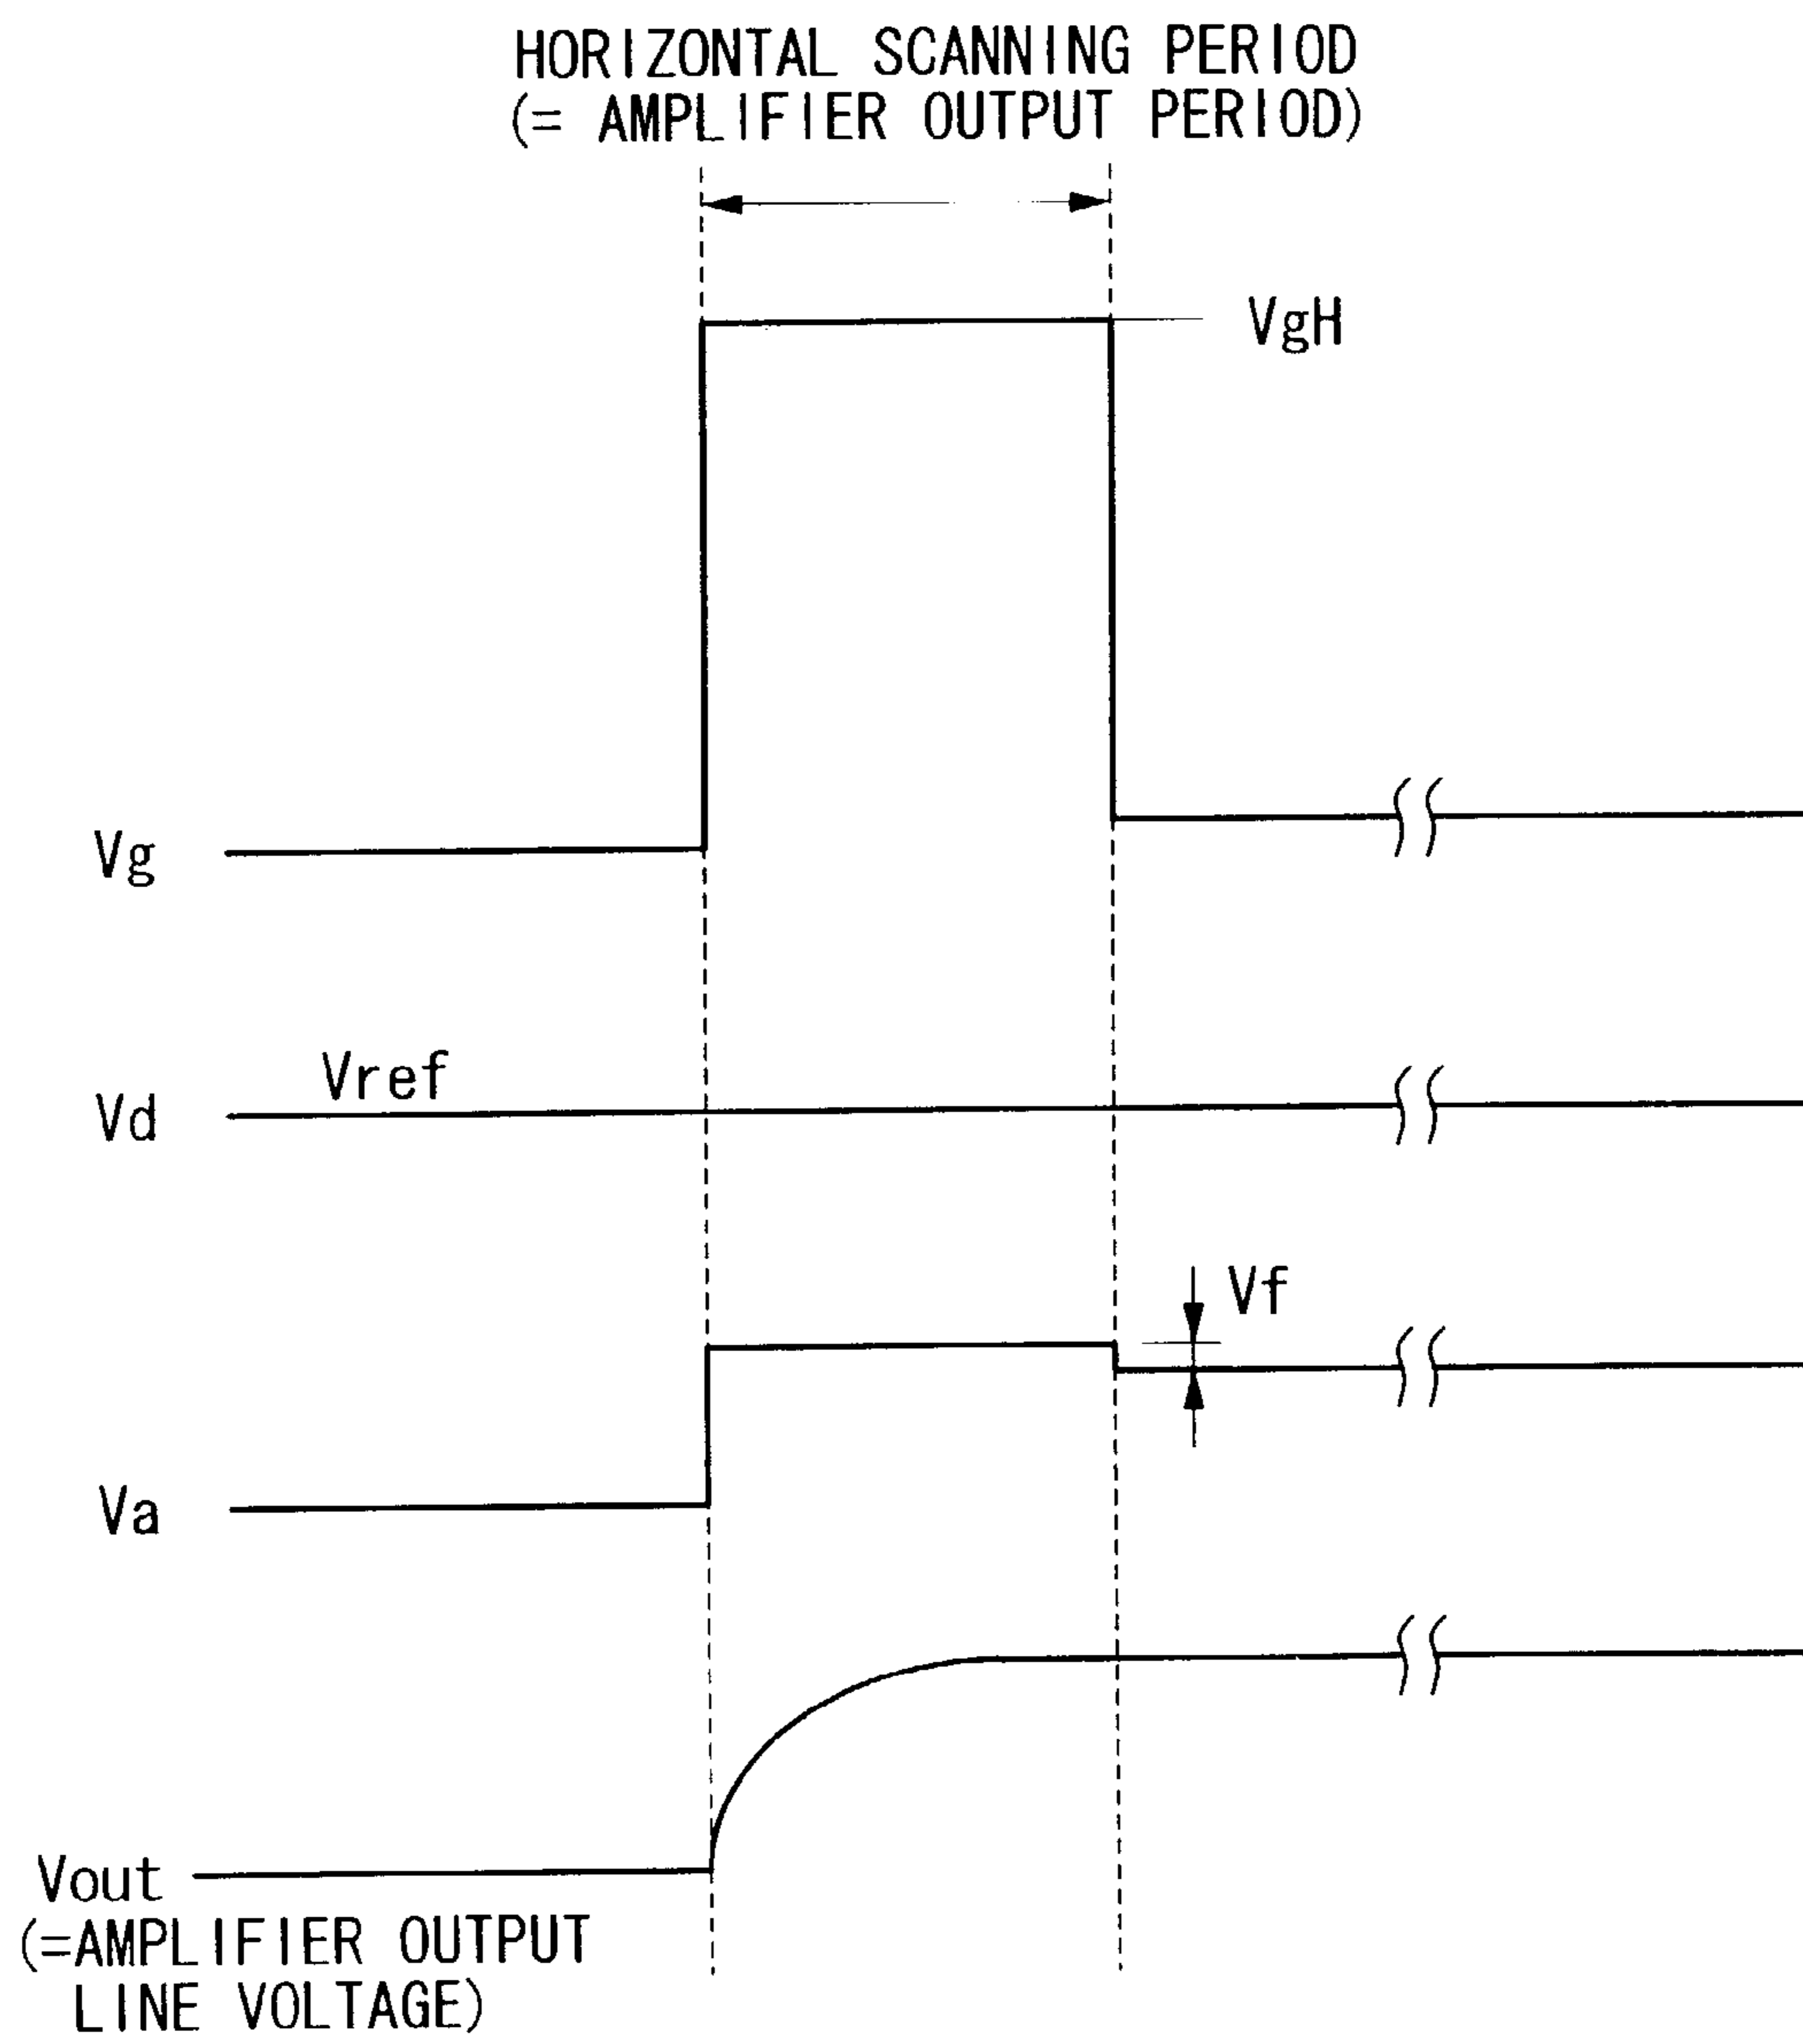 HORIZONTAL SCANNING PERIOD
(= AMPLIFIER OUTPUT PERIOD)
VgH
Vg
Vref
Vd
Vf
Va
Vout
(=AMPLIFIER OUTPUT
LINE VOLTAGE)